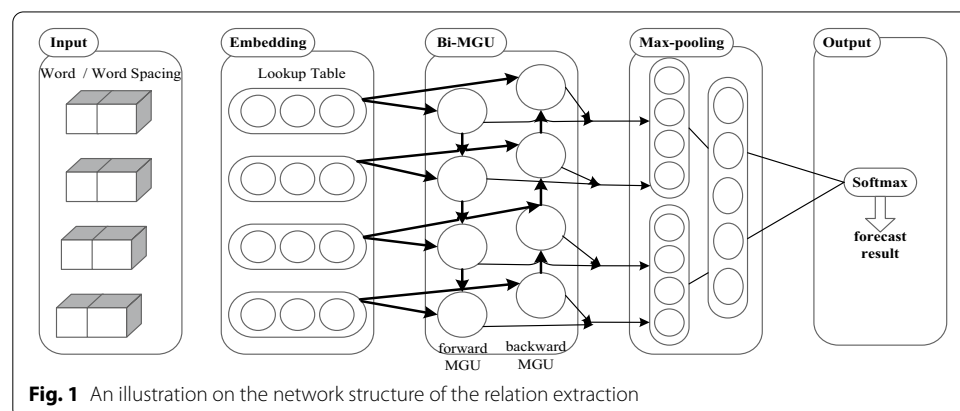 Input
Embedding
Bi-MGU
Max-pooling
Output
Word / Word Spacing
Lookup Table
Softmax
forecast
result
forward
MGU
backward
MGU
Fig. 1 An illustration on the network structure of the relation extraction